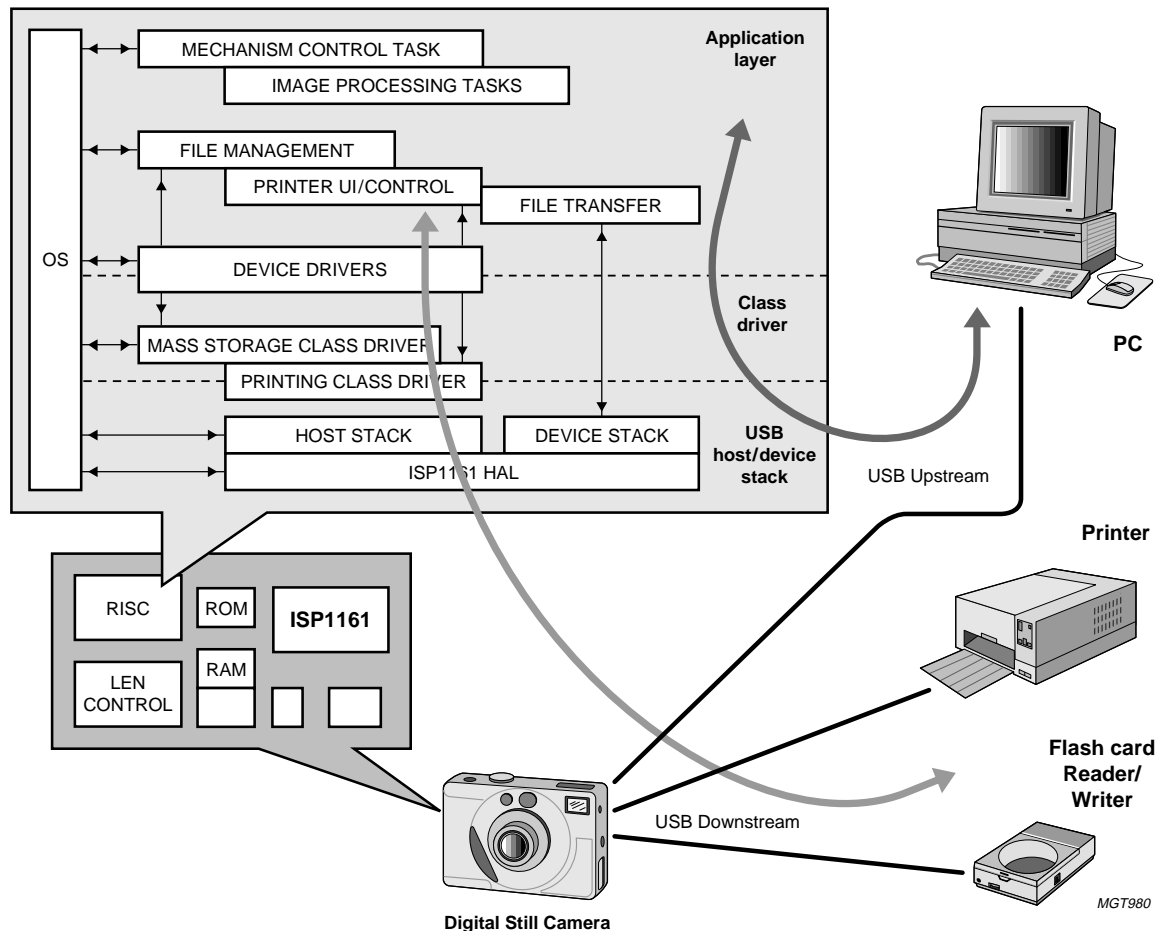 MECHANISM CONTROL TASK
IMAGE PROCESSING TASKS
Application
layer
FILE MANAGEMENT
PRINTER UI/CONTROL
FILE TRANSFER
OS
DEVICE DRIVERS
Class
driver
MASS STORAGE CLASS DRIVER
PRINTING CLASS DRIVER
HOST STACK
DEVICE STACK
USB
host/device
stack
ISP1161 HAL
PC
USB Upstream
RISC
ROM
ISP1161
LEN
CONTROL
RAM
Printer
Flash card
Reader/
Writer
USB Downstream
Digital Still Camera
MGT980